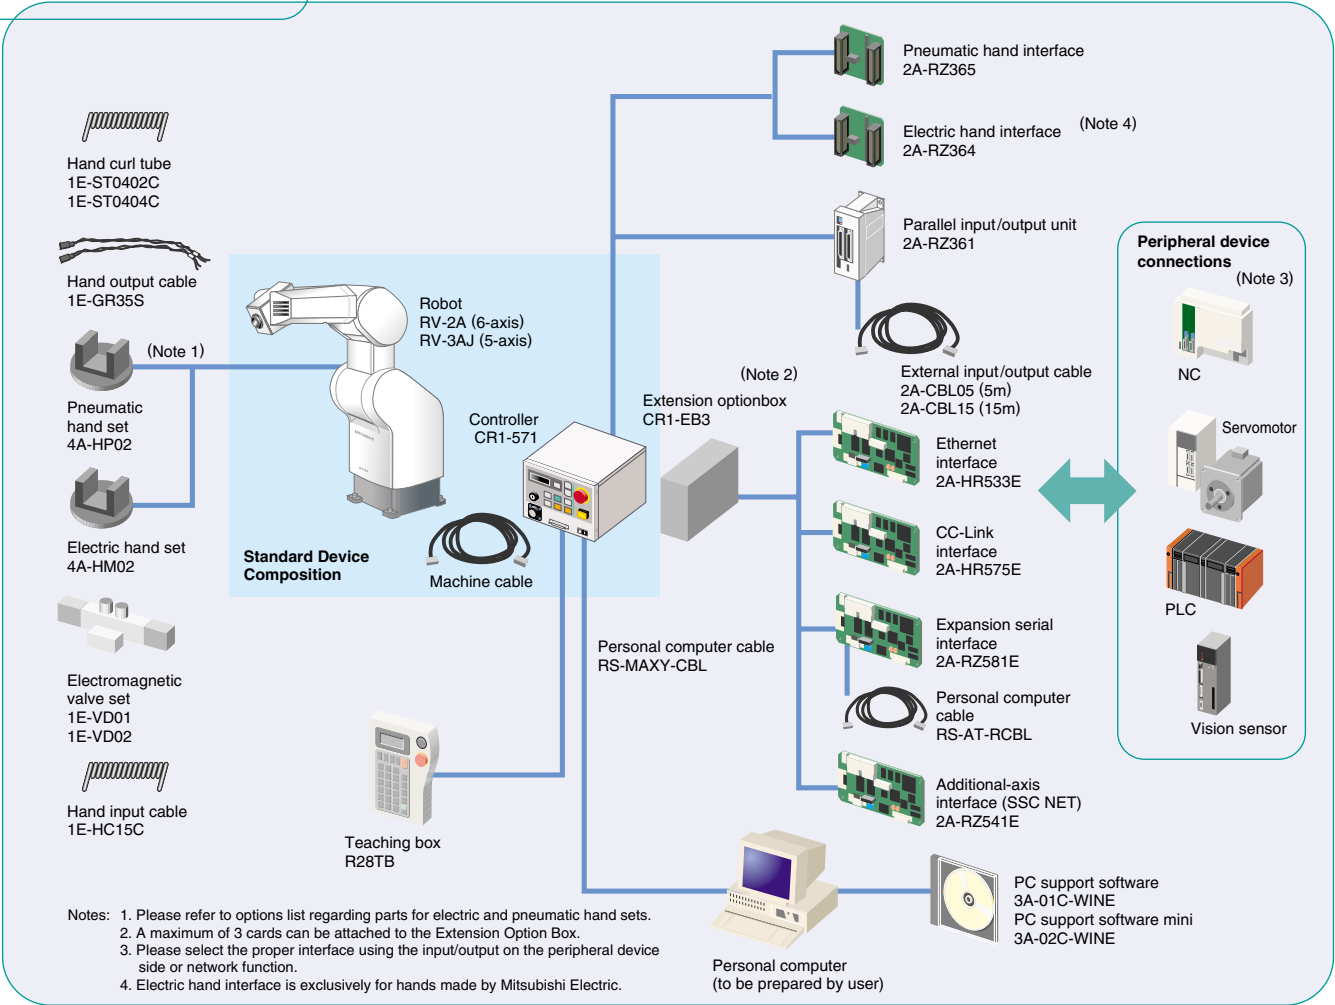 Pneumatic hand interface
2A-RZ365
Electric hand interface (Note 4)
2A-RZ364
Hand curl tube
1E-ST0402C
1E-ST0404C
Hand output cable
1E-GR35S
(Note 1)
Pneumatic
hand set
4A-HP02
Electric hand set
4A-HM02
Electromagnetic
valve set
1E-VD01
1E-VD02
Hand input cable
1E-HC15C
Robot
RV-2A (6-axis)
RV-3AJ (5-axis)
Controller
CR1-571
Standard Device
Composition
Machine cable
Parallel input/output unit
2A-RZ361
External input/output cable
2A-CBL05 (5m)
2A-CBL15 (15m)
(Note 2)
Extension optionbox
CR1-EB3
Ethernet
interface
2A-HR533E
CC-Link
interface
2A-HR575E
Expansion serial
interface
2A-RZ581E
Personal computer
cable
RS-AT-RCBL
Additional-axis
interface (SSC NET)
2A-RZ541E
Peripheral device
connections
(Note 3)
NC
Servomotor
PLC
Vision sensor
Personal computer cable
RS-MAXY-CBL
Teaching box
R28TB
Personal computer
(to be prepared by user)
PC support software
3A-01C-WINE
PC support software mini
3A-02C-WINE
Notes: 1. Please refer to options list regarding parts for electric and pneumatic hand sets.
2. A maximum of 3 cards can be attached to the Extension Option Box.
3. Please select the proper interface using the input/output on the peripheral device
side or network function.
4. Electric hand interface is exclusively for hands made by Mitsubishi Electric.